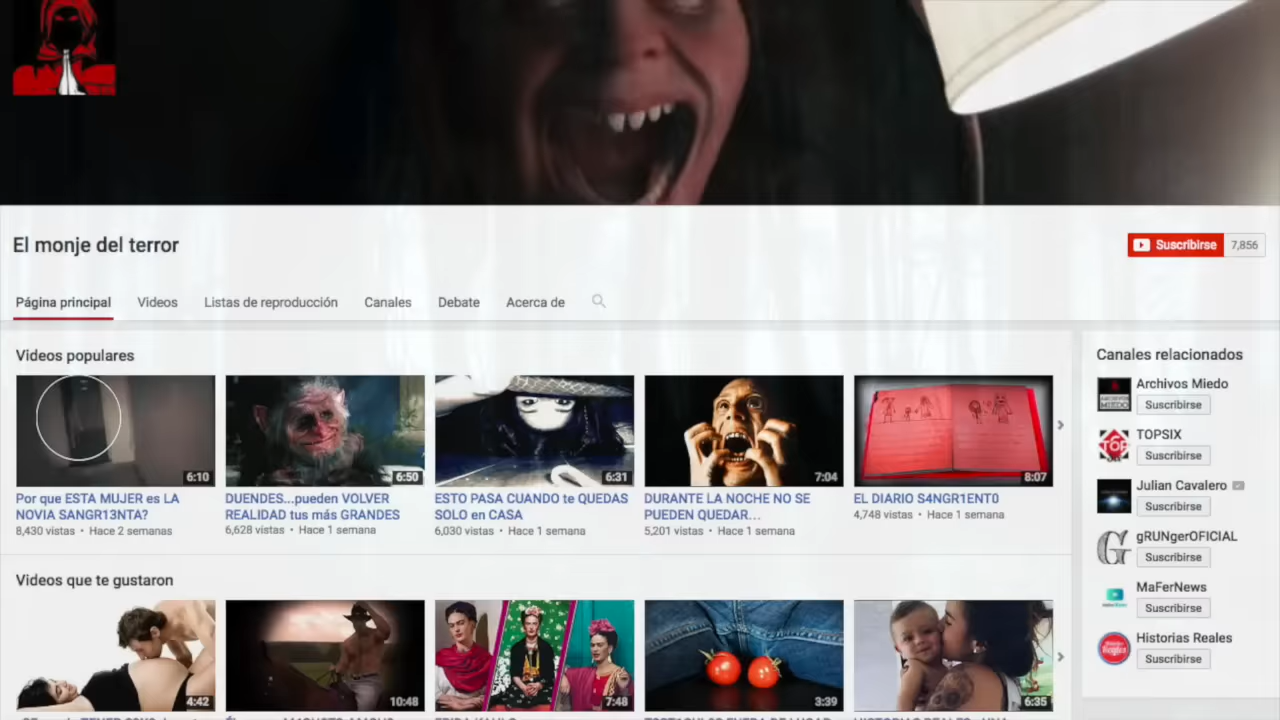 El monje del terror
Suscribirse 7,856
Página principal Videos Listas de reproducción Canales Debate Acerca de
Videos populares
6:10
6:50
6:31
7:04
8:07
Por que ESTA MUJER es LA
NOVIA SANGR13NTA?
8,430 vistas • Hace 2 semanas
DUENDES...pueden VOLVER
REALIDAD tus más GRANDES
6,628 vistas • Hace 1 semana
ESTO PASA CUANDO te QUEDAS
SOLO en CASA
6,030 vistas • Hace 1 semana
DURANTE LA NOCHE NO SE
PUEDEN QUEDAR...
5,201 vistas • Hace 1 semana
EL DIARIO S4NGR1ENT0
4,748 vistas • Hace 1 semana
Videos que te gustaron
4:42
10:48
7:48
3:39
6:35
Canales relacionados
Archivos Miedo
Suscribirse
TOPSIX
Suscribirse
Julian Cavalero
Suscribirse
gRUNgerOFICIAL
Suscribirse
MaFerNews
Suscribirse
Historias Reales
Suscribirse